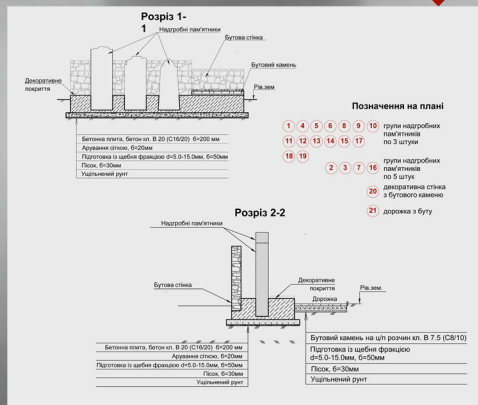 Розріз 1-
1
Надгробні пам'ятники
Бутова стінка
Бутовий камень
Декоративне
покриття
Рів.зем
Бетонна плита, бетон кл. В 20 (С16/20) б=200 мм
Арування сіткою, б=20мм
Підготовка із щебня фракцією d=5.0-15.0мм, б=50мм
Пісок, б=30мм
Ущільнений рунт
Позначення на плані
1 4 5 6 8 9 10 групи надгробних
пам'ятників
11 12 13 14 15 17 по 3 штуки
18 19
групи надгробних
2 3 7 16 пам'ятників
по 5 штук
20 декоративна стінка
з бутового каменю
21 дорожка з буту
Розріз 2-2
Надгробні пам'ятники
Бутова стінка
Декоративне
покриття
Рів.зем.
Дорожка
Бетонна плита, бетон кл. В 20 (С16/20) б=200 мм
Арування сіткою, б=20мм
Підготовка із щебня фракцією d=5.0-15.0мм, б=50мм
Пісок, б=30мм
Ущільнений рунт
Бутовий камень на ц/п розчин кл. В 7.5 (С8/10)
Підготовка із щебня фракцією
d=5.0-15.0мм, б=50мм
Пісок, б=30мм
Ущільнений рунт